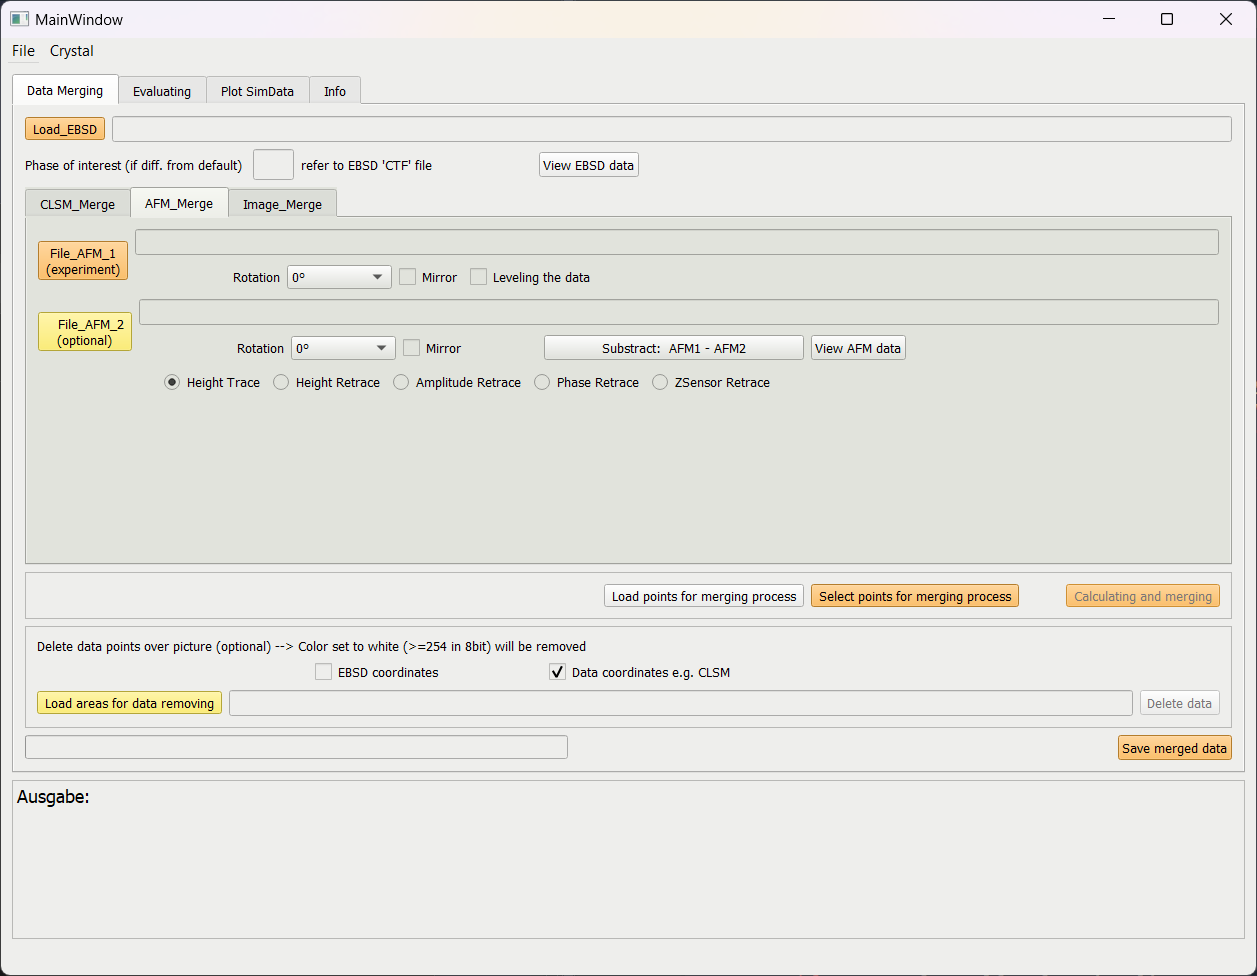 MainWindow
File Crystal
Data Merging Evaluating Plot SimData Info
Load_EBSD
Phase of interest (if diff. from default) refer to EBSD 'CTF' file View EBSD data
CLSM_Merge AFM_Merge Image_Merge
File_AFM_1
(experiment)
Rotation 0° Mirror Leveling the data
File_AFM_2
(optional)
Rotation 0° Mirror Substract: AFM1 - AFM2 View AFM data
Height Trace Height Retrace Amplitude Retrace Phase Retrace ZSensor Retrace
Load points for merging process Select points for merging process Calculating and merging
Delete data points over picture (optional) --> Color set to white (>=254 in 8bit) will be removed
EBSD coordinates Data coordinates e.g. CLSM
Load areas for data removing Delete data
Save merged data
Ausgabe: